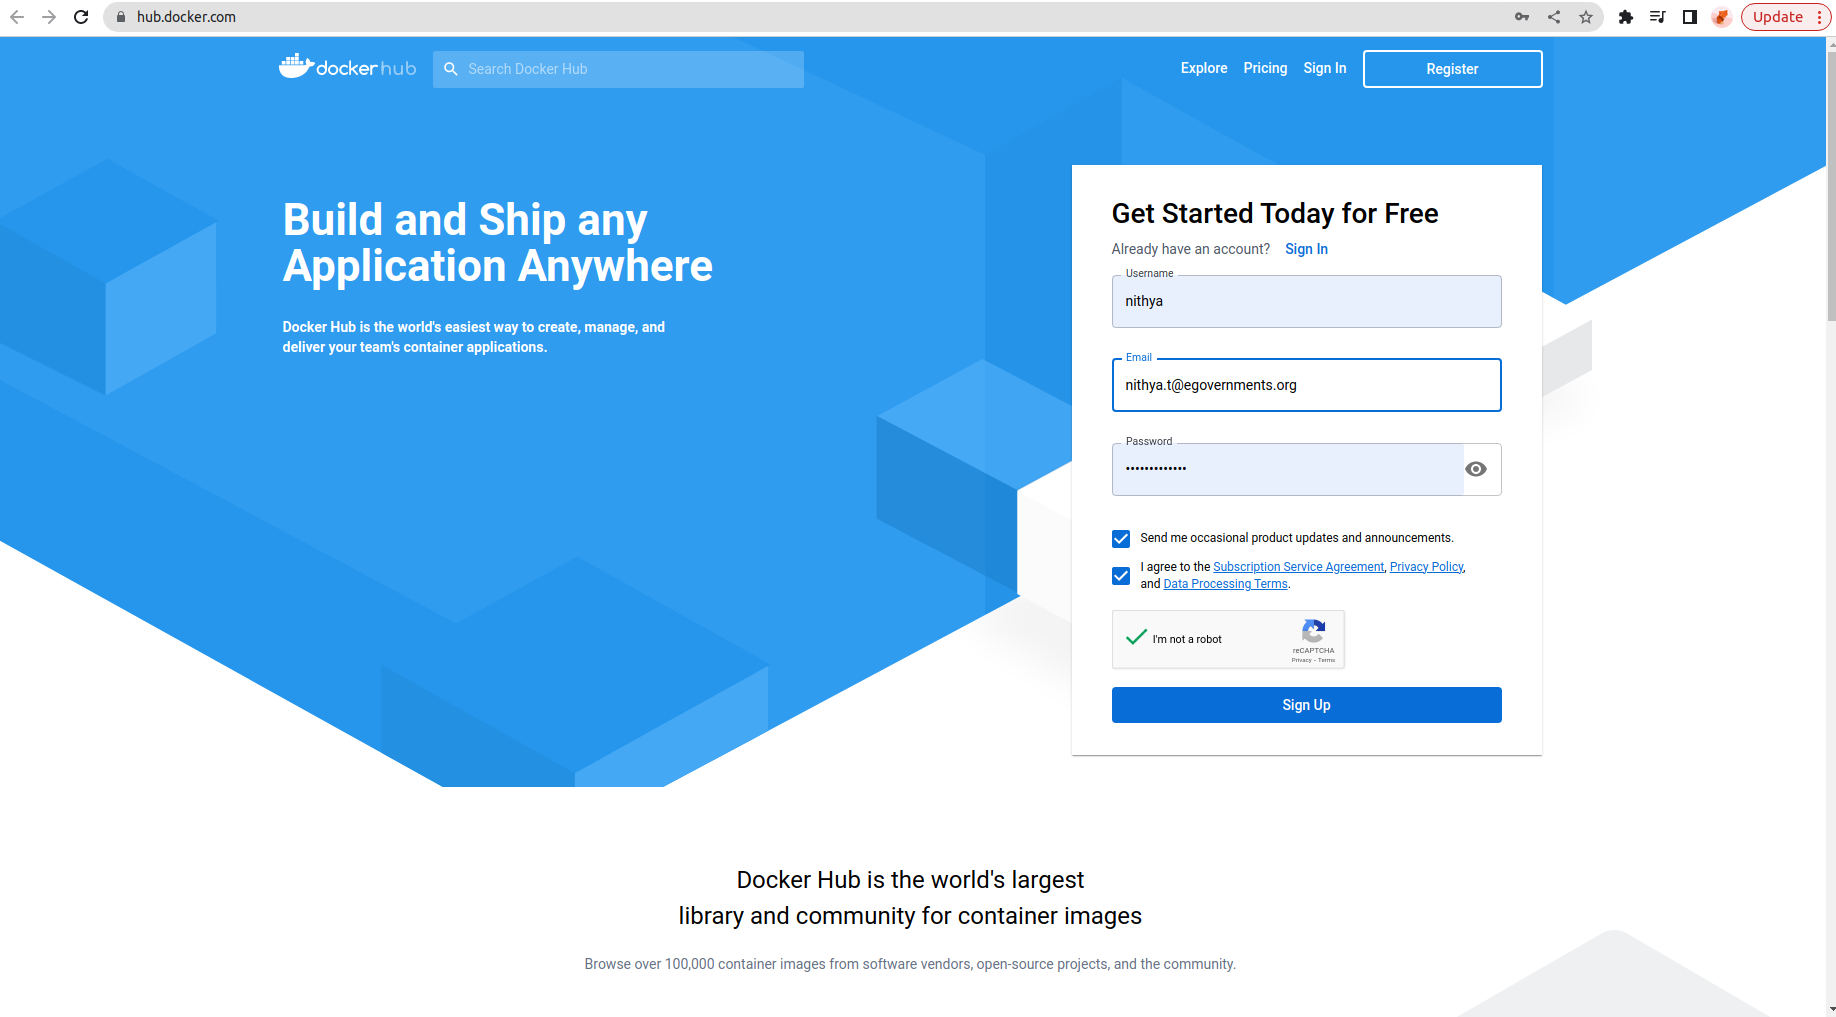 hub.docker.com
Update
docker hub
Search Docker Hub
Explore
Pricing
Sign In
Register
Build and Ship any
Application Anywhere
Docker Hub is the world's easiest way to create, manage, and
deliver your team's container applications.
Get Started Today for Free
Already have an account? Sign In
Username
nithya
Email
nithya.t@egovernments.org
Password
•••••••••••••
Send me occasional product updates and announcements.
I agree to the Subscription Service Agreement, Privacy Policy,
and Data Processing Terms.
I'm not a robot
reCAPTCHA
Privacy - Terms
Sign Up
Docker Hub is the world's largest
library and community for container images
Browse over 100,000 container images from software vendors, open-source projects, and the community.